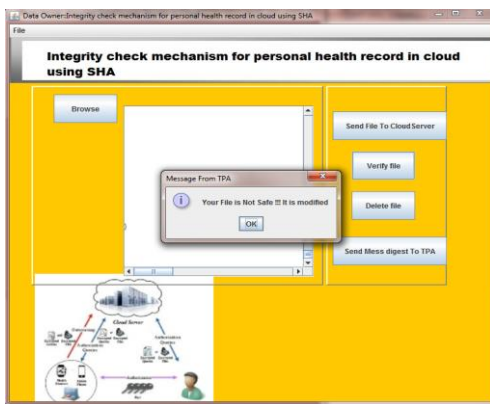 Data Owner:Integrity check mechanism for personal health record in cloud using SHA
File
Integrity check mechanism for personal health record in cloud
using SHA
Browse
Send File To Cloud Server
Verify file
Delete file
Send Mess digest To TPA
Message From TPA
Your File is Not Safe !!! It is modified
OK
Cloud Server